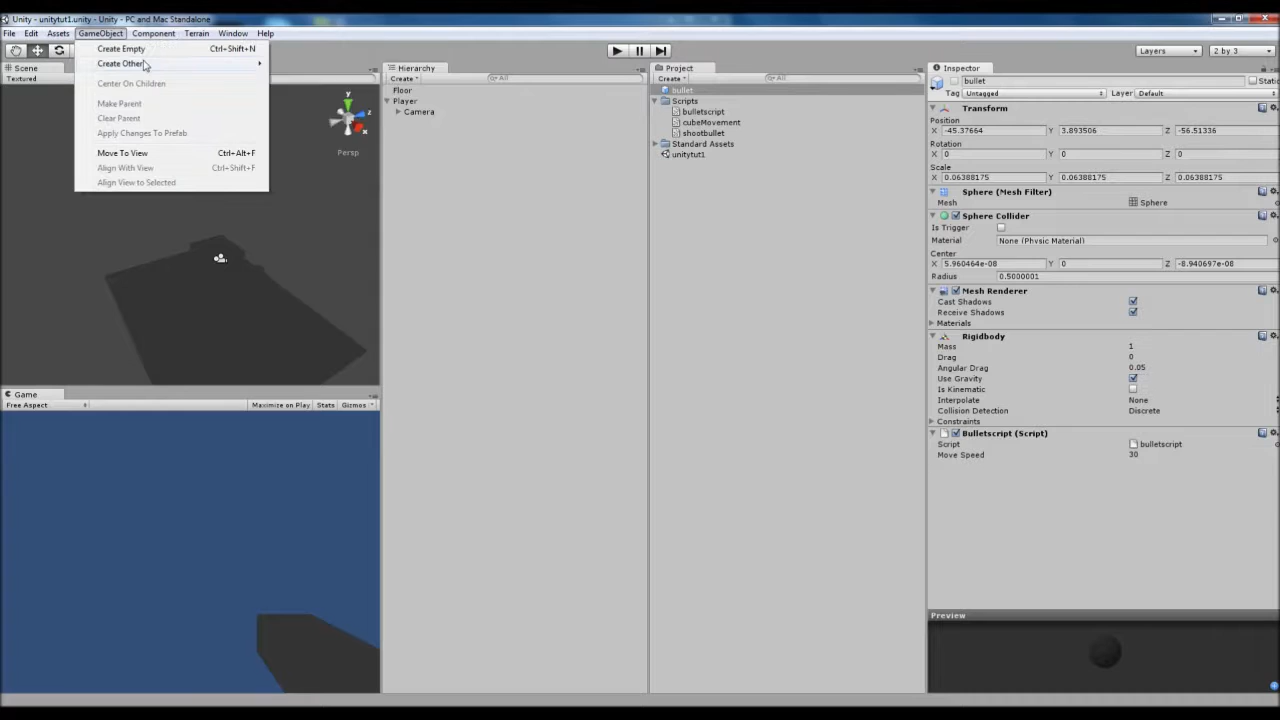 Unity - unitytut1.unity - Unity - PC and Mac Standalone
File Edit Assets GameObject Component Terrain Window Help
Create Empty Ctrl+Shift+N
Create Other
Center On Children
Make Parent
Clear Parent
Apply Changes To Prefab
Move To View Ctrl+Alt+F
Align With View Ctrl+Shift+F
Align View to Selected
Layers 2 by 3
Scene
Textured
y
z
x
Persp
Game
Free Aspect Maximize on Play Stats Gizmos
Hierarchy
Create All
Floor
Player
Camera
Project
Create All
bullet
Scripts
bulletscript
cubeMovement
shootbullet
Standard Assets
unitytut1
Inspector
bullet Static
Tag Untagged Layer Default
Transform
Position
X -45.37664 Y 3.893506 Z -56.51336
Rotation
X 0 Y 0 Z 0
Scale
X 0.06388175 Y 0.06388175 Z 0.06388175
Sphere (Mesh Filter)
Mesh Sphere
Sphere Collider
Is Trigger
Material None (Physic Material)
Center
X 5.960464e-08 Y 0 Z -8.940697e-08
Radius 0.5000001
Mesh Renderer
Cast Shadows
Receive Shadows
Materials
Rigidbody
Mass 1
Drag 0
Angular Drag 0.05
Use Gravity
Is Kinematic
Interpolate None
Collision Detection Discrete
Constraints
Bulletscript (Script)
Script bulletscript
Move Speed 30
Preview